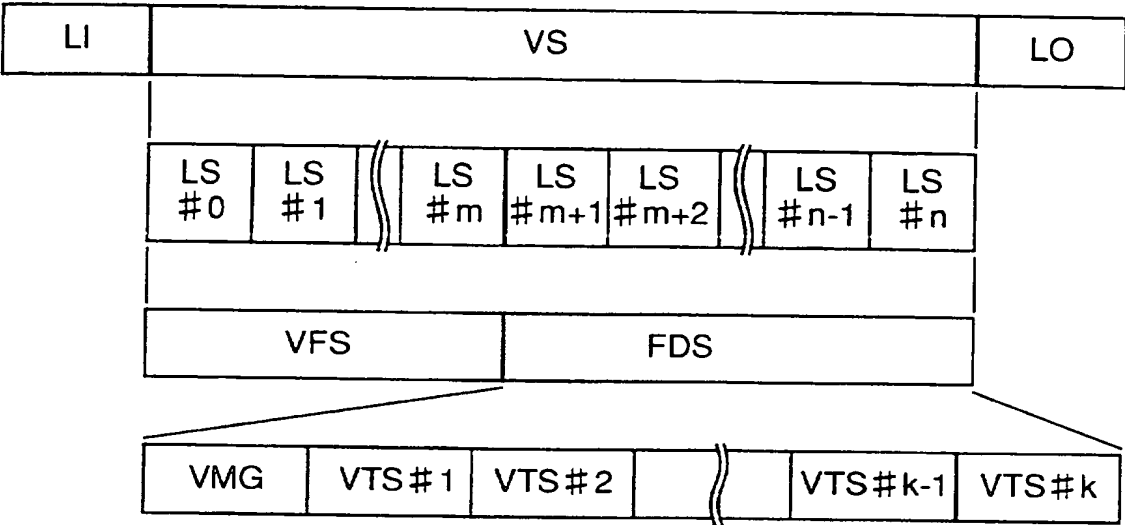 LI VS LO
LS LS LS LS LS LS LS
#0 #1 #m #m+1 #m+2 #n-1 #n
VFS FDS
VMG VTS#1 VTS#2 VTS#k-1 VTS#k